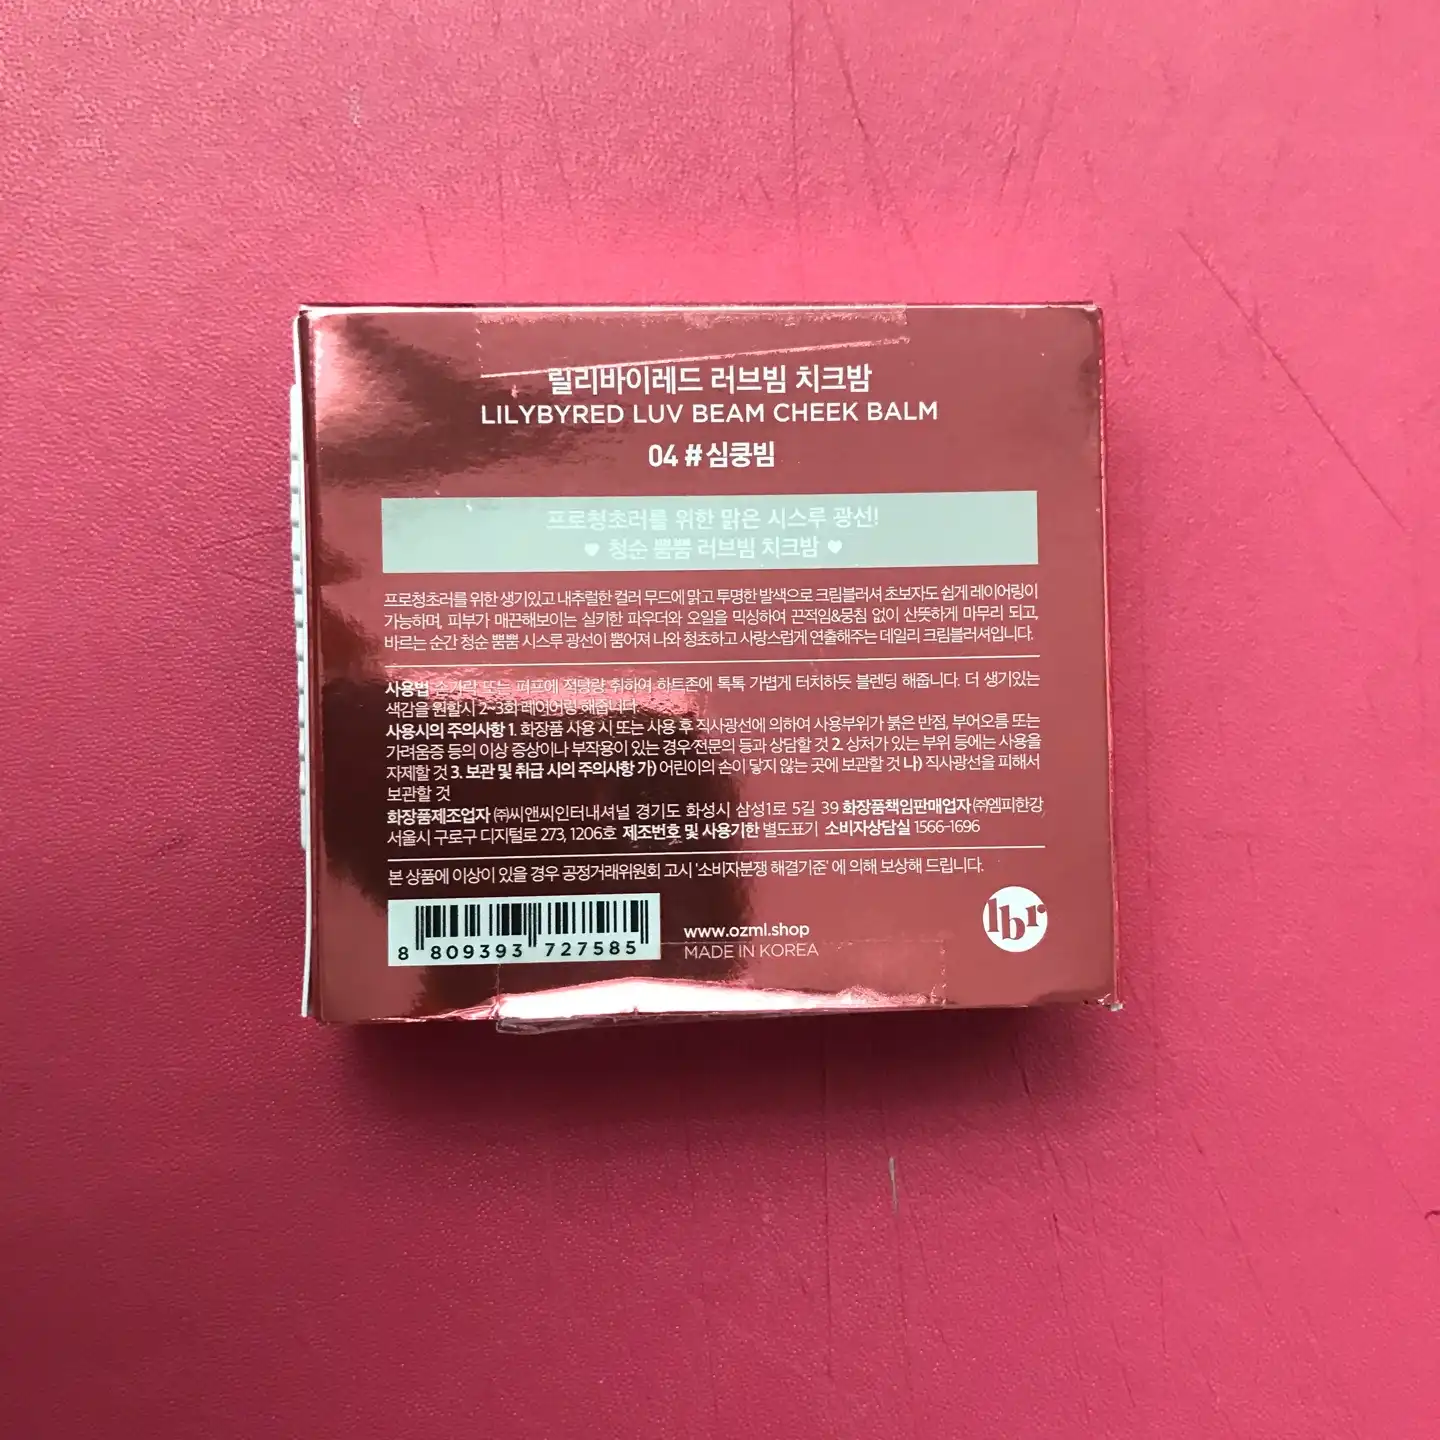 릴리바이레드 러브빔 치크밤
LILYBYRED LUV BEAM CHEEK BALM
04 #심쿵빔
프로청초러를 위한 맑은 시스루 광선!
♥ 청순 뿜뿜 러브빔 치크밤 ♥
프로청초러를 위한 생기있고 내추럴한 컬러 무드에 맑고 투명한 발색으로 크림블러셔 초보자도 쉽게 레이어링이
가능하며, 피부가 매끈해보이는 실키한 파우더와 오일을 믹싱하여 끈적임&뭉침 없이 산뜻하게 마무리 되고,
바르는 순간 청순 뿜뿜 시스루 광선이 뿜어져 나와 청초하고 사랑스럽게 연출해주는 데일리 크림블러셔입니다.
사용법 손가락 또는 퍼프에 적당량 취하여 하트존에 톡톡 가볍게 터치하듯 블렌딩 해줍니다. 더 생기있는
색감을 원할시 2~3회 레이어링 해줍니다.
사용시의 주의사항 1. 화장품 사용 시 또는 사용 후 직사광선에 의하여 사용부위가 붉은 반점, 부어오름 또는
가려움증 등의 이상 증상이나 부작용이 있는 경우 전문의 등과 상담할 것 2. 상처가 있는 부위 등에는 사용을
자제할 것 3. 보관 및 취급 시의 주의사항 가) 어린이의 손이 닿지 않는 곳에 보관할 것 나) 직사광선을 피해서
보관할 것
화장품제조업자 ㈜씨앤씨인터내셔널 경기도 화성시 삼성1로 5길 39 화장품책임판매업자 ㈜엠피한강
서울시 구로구 디지털로 273, 1206호 제조번호 및 사용기한 별도표기 소비자상담실 1566-1696
본 상품에 이상이 있을 경우 공정거래위원회 고시 '소비자분쟁 해결기준' 에 의해 보상해 드립니다.
8 809393 727585
www.ozml.shop
MADE IN KOREA
lbr